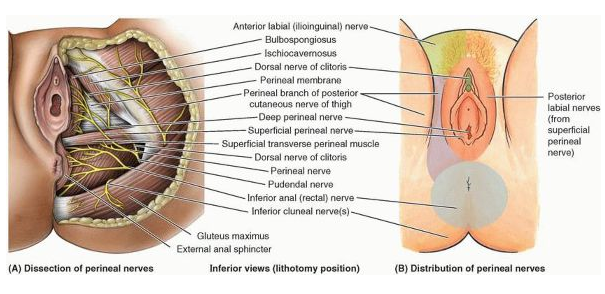 Anterior labial (ilioinguinal) nerve
Bulbospongiosus
Ischiocavernosus
Dorsal nerve of clitoris
Perineal membrane
Perineal branch of posterior
cutaneous nerve of thigh
Deep perineal nerve
Superficial perineal nerve
Superficial transverse perineal muscle
Dorsal nerve of clitoris
Perineal nerve
Pudendal nerve
Inferior anal (rectal) nerve
Inferior cluneal nerve(s)
Gluteus maximus
External anal sphincter
Posterior
labial nerves
(from
superficial
perineal
nerve)
(A) Dissection of perineal nerves
Inferior views (lithotomy position)
(B) Distribution of perineal nerves